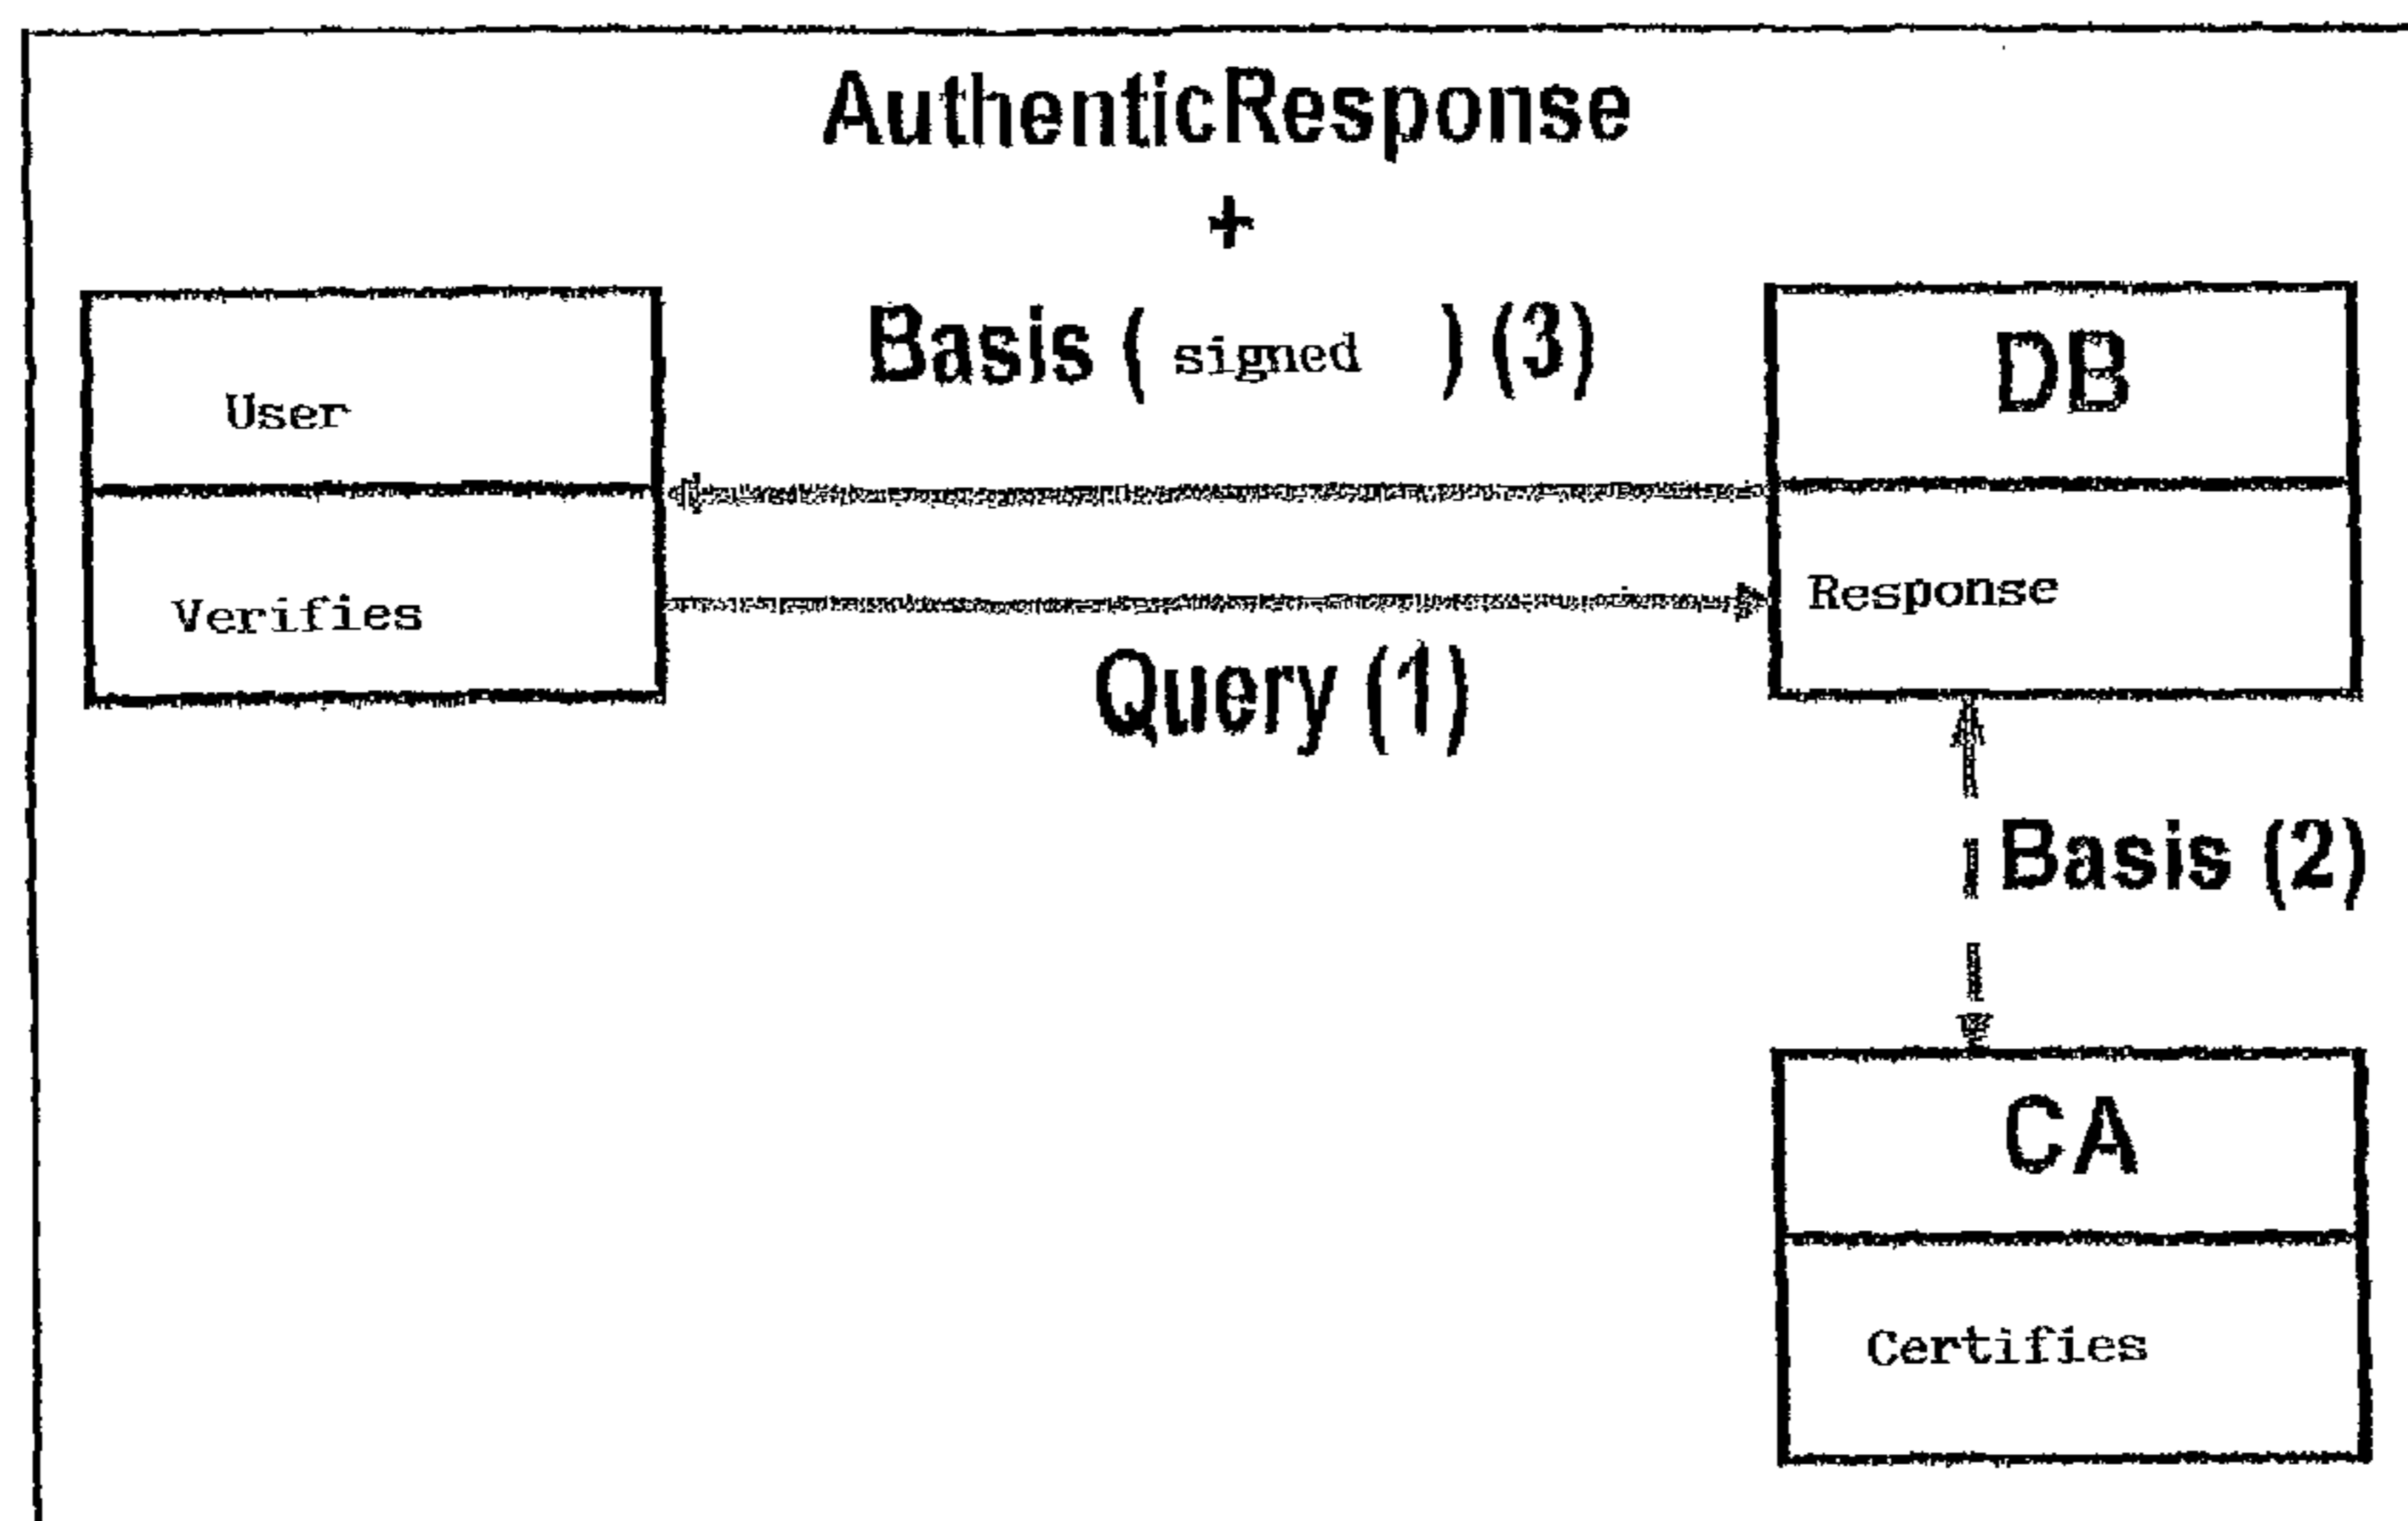 AuthenticResponse
+
Basis ( signed ) (3)
User
Verifies
DB
Response
Query (1)
Basis (2)
CA
Certifies